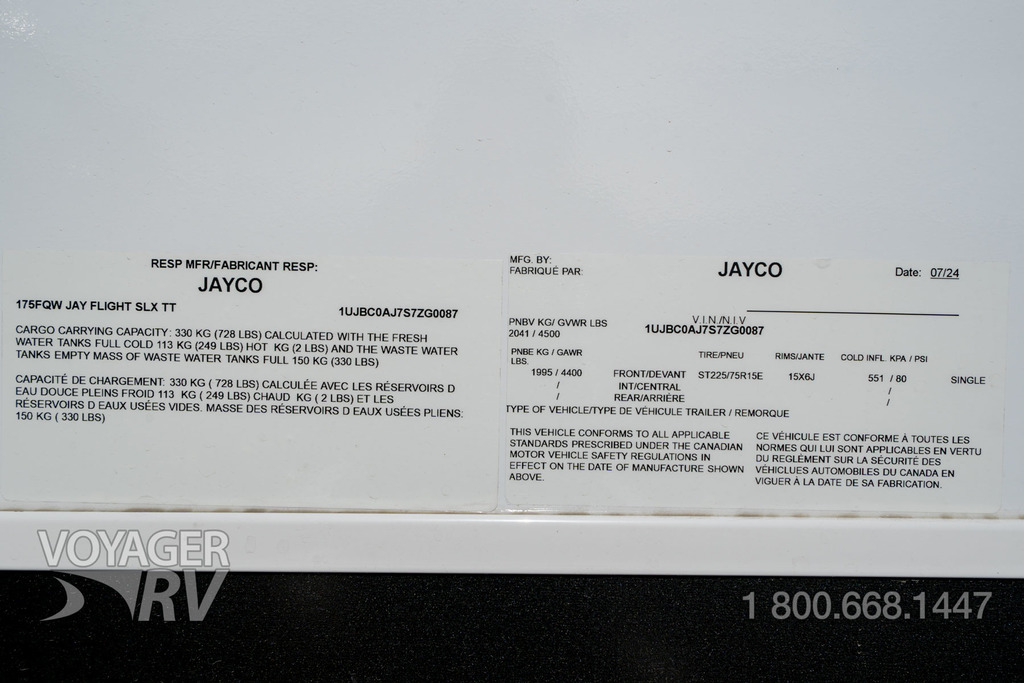 RESP MFR/FABRICANT RESP:
JAYCO
175FQW JAY FLIGHT SLX TT 1UJBC0AJ7S7ZG0087
CARGO CARRYING CAPACITY: 330 KG (728 LBS) CALCULATED WITH THE FRESH
WATER TANKS FULL COLD 113 KG (249 LBS) HOT KG (2 LBS) AND THE WASTE WATER
TANKS EMPTY MASS OF WASTE WATER TANKS FULL 150 KG (330 LBS)
CAPACITÉ DE CHARGEMENT: 330 KG ( 728 LBS) CALCULÉE AVEC LES RÉSERVOIRS D
EAU DOUCE PLEINS FROID 113 KG ( 249 LBS) CHAUD KG ( 2 LBS) ET LES
RÉSERVOIRS D EAUX USÉES VIDES. MASSE DES RÉSERVOIRS D EAUX USÉES PLIENS:
150 KG ( 330 LBS)
MFG. BY:
FABRIQUÉ PAR:
JAYCO
Date: 07/24
PNBV KG/ GVWR LBS
2041 / 4500
V.I.N./N.I.V
1UJBC0AJ7S7ZG0087
PNBE KG / GAWR
LBS.
TIRE/PNEU RIMS/JANTE COLD INFL. KPA / PSI
1995 / 4400 FRONT/DEVANT ST225/75R15E 15X6J 551 / 80 SINGLE
/ INT/CENTRAL /
/ REAR/ARRIÈRE /
TYPE OF VEHICLE/TYPE DE VÉHICULE TRAILER / REMORQUE
THIS VEHICLE CONFORMS TO ALL APPLICABLE
STANDARDS PRESCRIBED UNDER THE CANADIAN
MOTOR VEHICLE SAFETY REGULATIONS IN
EFFECT ON THE DATE OF MANUFACTURE SHOWN
ABOVE.
CE VÉHICULE EST CONFORME À TOUTES LES
NORMES QUI LUI SONT APPLICABLES EN VERTU
DU REGLEMENT SUR LA SÉCURITÉ DES
VÉHICLUES AUTOMOBILES DU CANADA EN
VIGUER À LA DATE DE SA FABRICATION.
VOYAGER
RV
1 800.668.1447